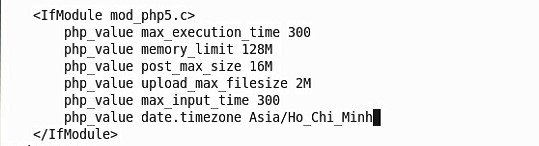 <IfModule mod_php5.c>
php_value max_execution_time 300
php_value memory_limit 128M
php_value post_max_size 16M
php_value upload_max_filesize 2M
php_value max_input_time 300
php_value date.timezone Asia/Ho_Chi_Minh
</IfModule>